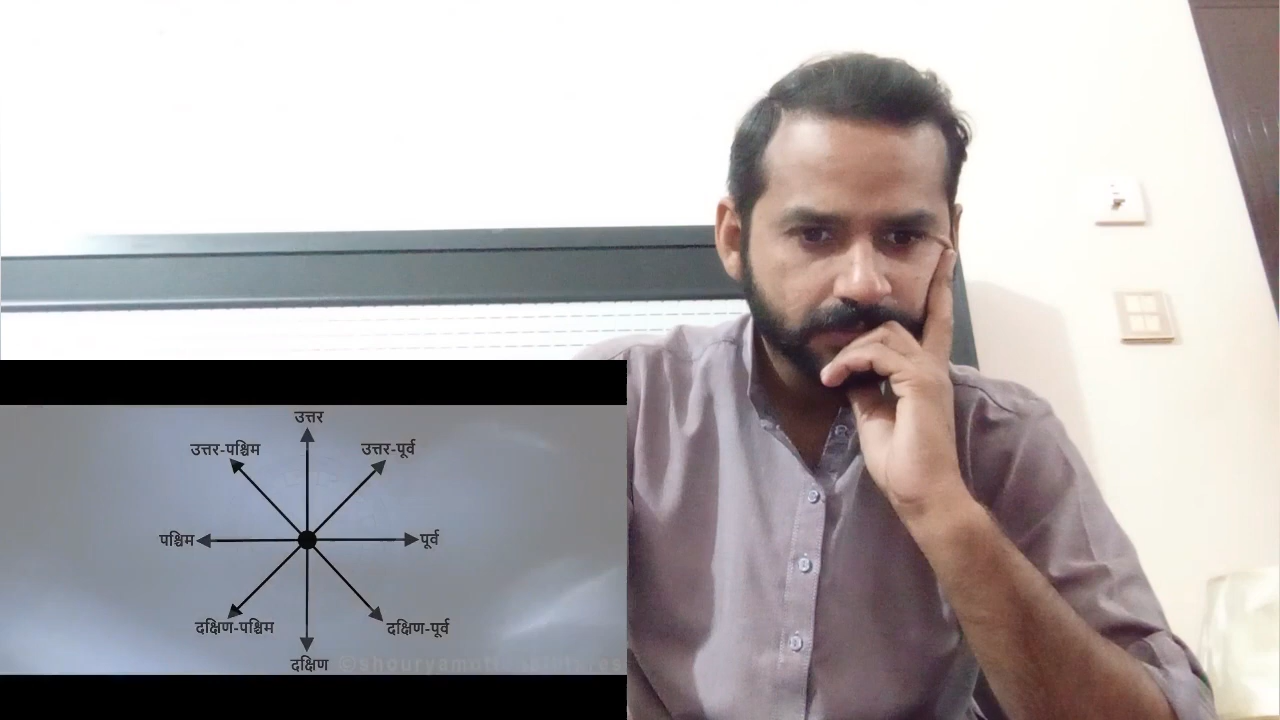 उत्तर
उत्तर-पश्चिम उत्तर-पूर्व
पश्चिम पूर्व
दक्षिण-पश्चिम दक्षिण-पूर्व
दक्षिण